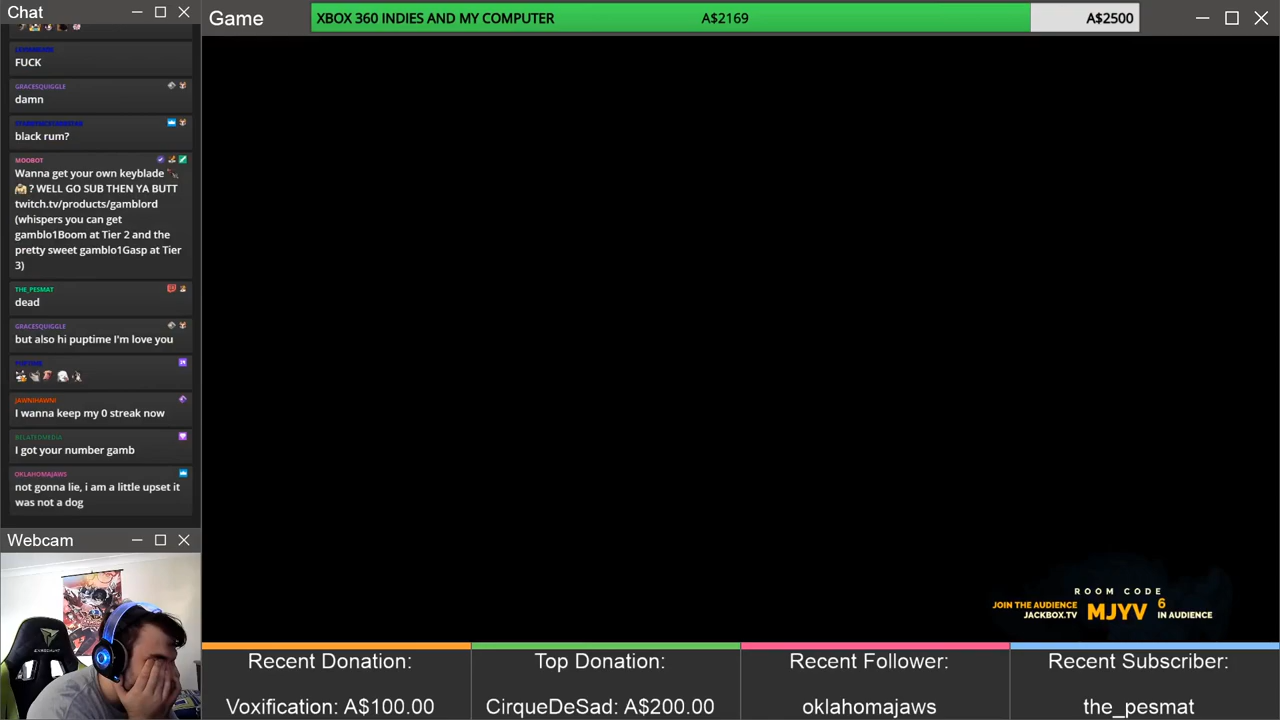 Chat
FUCK
GRACESQUIGGLE
damn
black rum?
MOOBOT
Wanna get your own keyblade
? WELL GO SUB THEN YA BUTT
twitch.tv/products/gamblord
(whispers you can get
gamblo1Boom at Tier 2 and the
pretty sweet gamblo1Gasp at Tier
3)
THE_PESMAT
dead
GRACESQUIGGLE
but also hi puptime I'm love you
JAWNIHAWNI
I wanna keep my 0 streak now
BELATEDMEDIA
I got your number gamb
OKLAHOMAJAWS
not gonna lie, i am a little upset it
was not a dog
Webcam
Game
XBOX 360 INDIES AND MY COMPUTER
A$2169
A$2500
ROOM CODE
JOIN THE AUDIENCE
JACKBOX.TV
MJYV
6
IN AUDIENCE
Recent Donation:
Voxification: A$100.00
Top Donation:
CirqueDeSad: A$200.00
Recent Follower:
oklahomajaws
Recent Subscriber:
the_pesmat